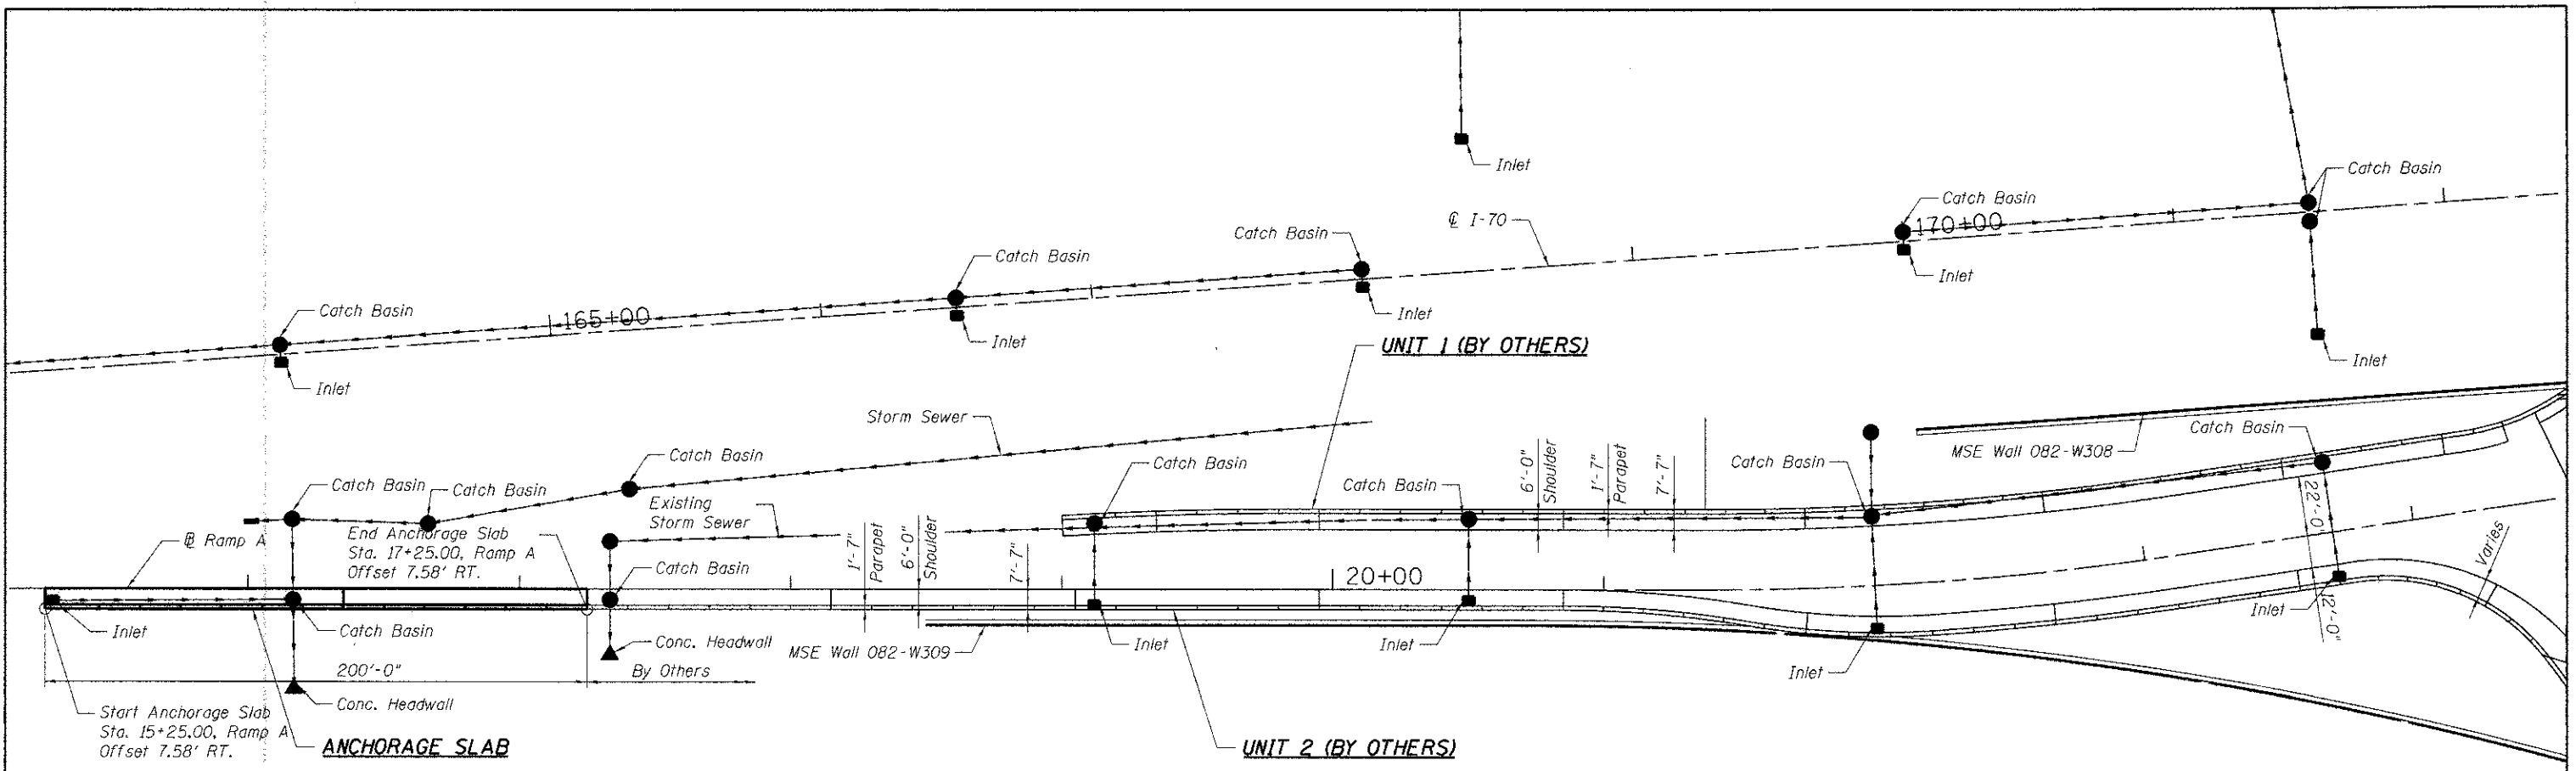 Inlet
Catch Basin
Catch Basin
170+00
Inlet
℄ I-70
Catch Basin
Catch Basin
Inlet
Inlet
Catch Basin
165+00
Inlet
Inlet
UNIT 1 (BY OTHERS)
Storm Sewer
Catch Basin
Catch Basin
MSE Wall 082-W308
6'-0"
Shoulder
1'-7"
Parapet
7'-7"
Catch Basin
Catch Basin
Catch Basin
Catch Basin
Catch Basin
Existing
Storm Sewer
22'-0"
Varies
Ramp A
End Anchorage Slab
Sta. 17+25.00, Ramp A
Offset 7.58' RT.
1'-7"
Parapet
6'-0"
Shoulder
7'-7"
Catch Basin
20+00
Inlet
12'-0"
Inlet
Catch Basin
Conc. Headwall
MSE Wall 082-W309
Inlet
Inlet
Inlet
200'-0"
By Others
Conc. Headwall
Start Anchorage Slab
Sta. 15+25.00, Ramp A
Offset 7.58' RT.
ANCHORAGE SLAB
UNIT 2 (BY OTHERS)